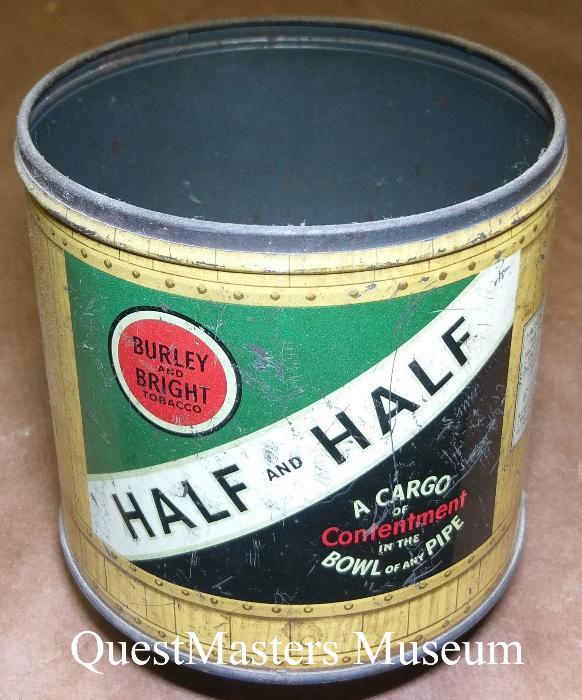 BURLEY
AND
BRIGHT
TOBACCO
HALF AND HALF
A CARGO
OF
Contentment
IN THE
BOWL OF ANY PIPE
QuestMasters Museum